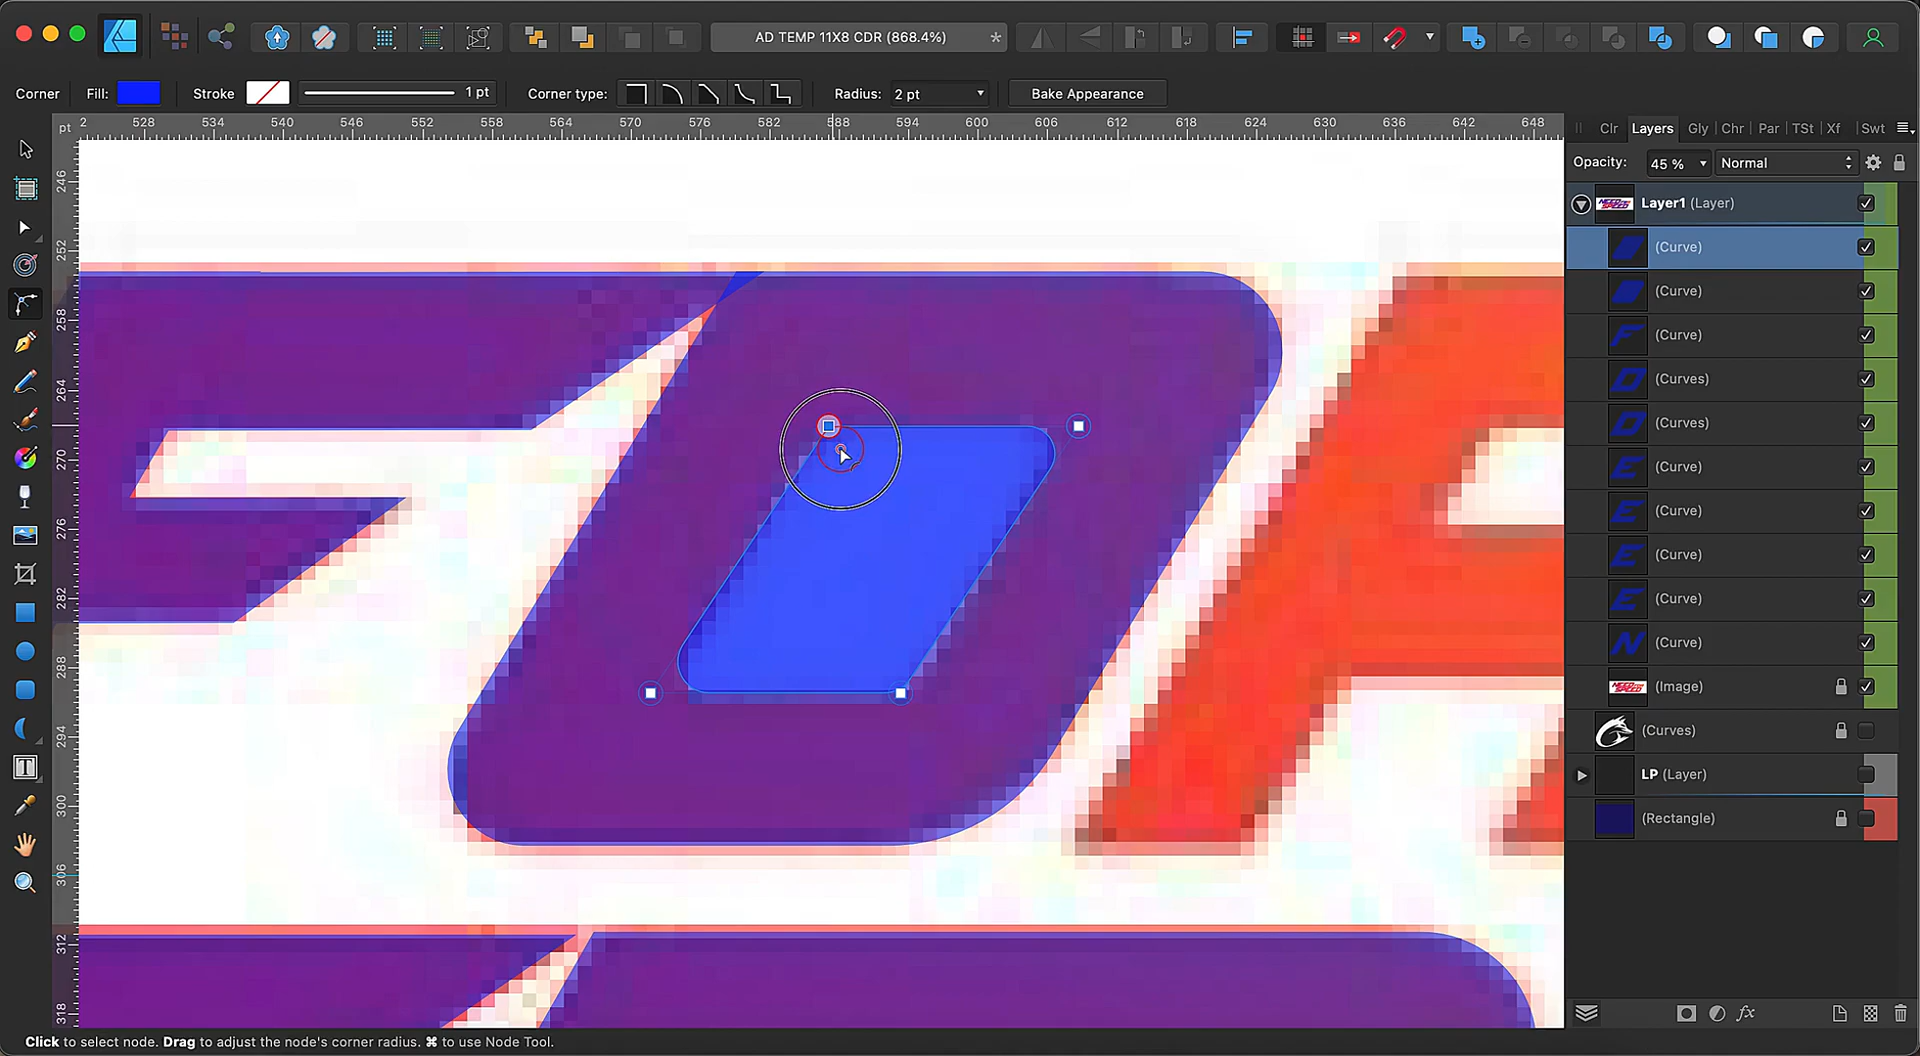 AD TEMP 11X8 CDR (868.4%) *
Corner Fill: Stroke 1 pt Corner type: Radius: 2 pt Bake Appearance
pt 2 528 534 540 546 552 558 564 570 576 582 588 594 600 606 612 618 624 630 636 642 648
246
252
258
264
270
276
282
288
294
300
306
312
318
Clr Layers Gly Chr Par TSt Xf Swt
Opacity: 45 % Normal
Layer1 (Layer)
(Curve)
(Curve)
(Curve)
(Curves)
(Curves)
(Curve)
(Curve)
(Curve)
(Curve)
(Curve)
(Image)
(Curves)
LP (Layer)
(Rectangle)
fx
Click to select node. Drag to adjust the node's corner radius. ⌘ to use Node Tool.